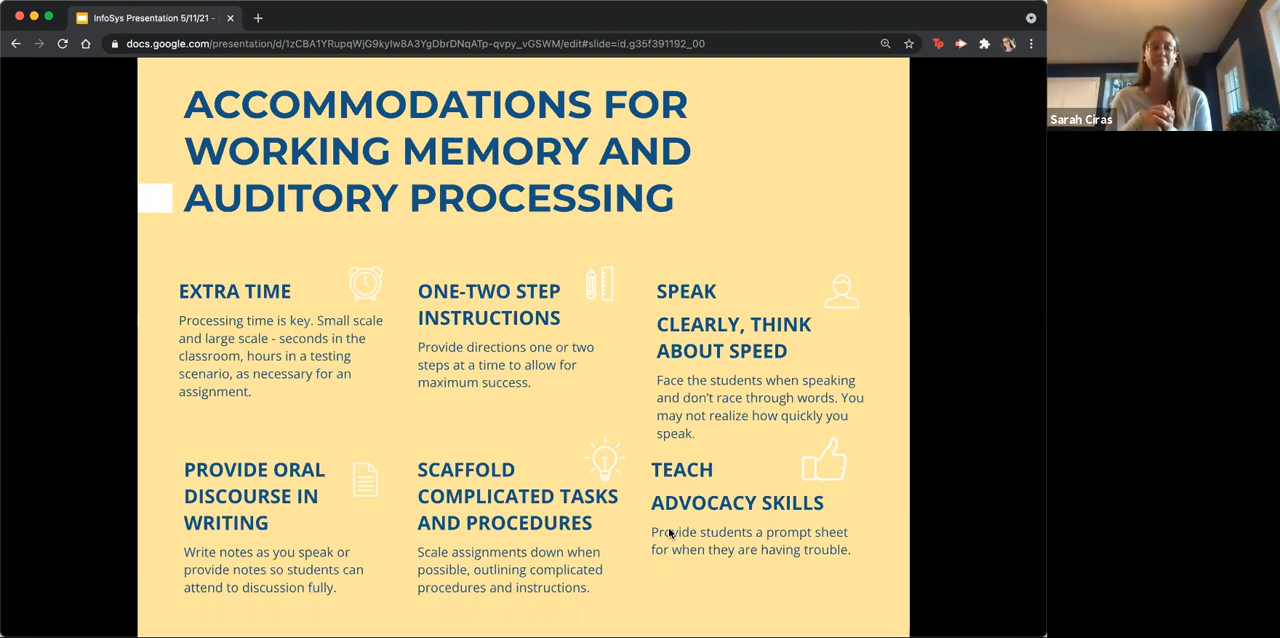 InfoSys Presentation 5/11/21 -
docs.google.com/presentation/d/1zCBA1YRupqWjG9kylw8A3YgDbrDNqATp-qvpy_vGSWM/edit#slide=id.g35f391192_00
Sarah Ciras
ACCOMMODATIONS FOR
WORKING MEMORY AND
AUDITORY PROCESSING
EXTRA TIME
Processing time is key. Small scale
and large scale - seconds in the
classroom, hours in a testing
scenario, as necessary for an
assignment.
ONE-TWO STEP
INSTRUCTIONS
Provide directions one or two
steps at a time to allow for
maximum success.
SPEAK
CLEARLY, THINK
ABOUT SPEED
Face the students when speaking
and don't race through words. You
may not realize how quickly you
speak.
PROVIDE ORAL
DISCOURSE IN
WRITING
Write notes as you speak or
provide notes so students can
attend to discussion fully.
SCAFFOLD
COMPLICATED TASKS
AND PROCEDURES
Scale assignments down when
possible, outlining complicated
procedures and instructions.
TEACH
ADVOCACY SKILLS
Provide students a prompt sheet
for when they are having trouble.